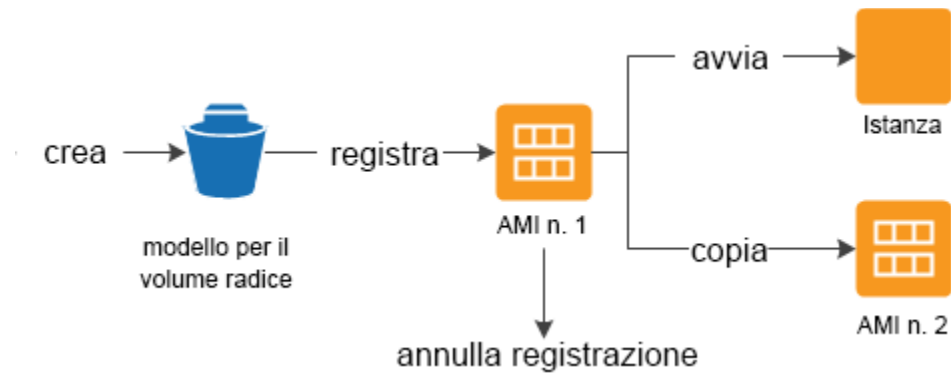 crea
modello per il
volume radice
registra
AMI n. 1
annulla registrazione
avvia
Istanza
copia
AMI n. 2